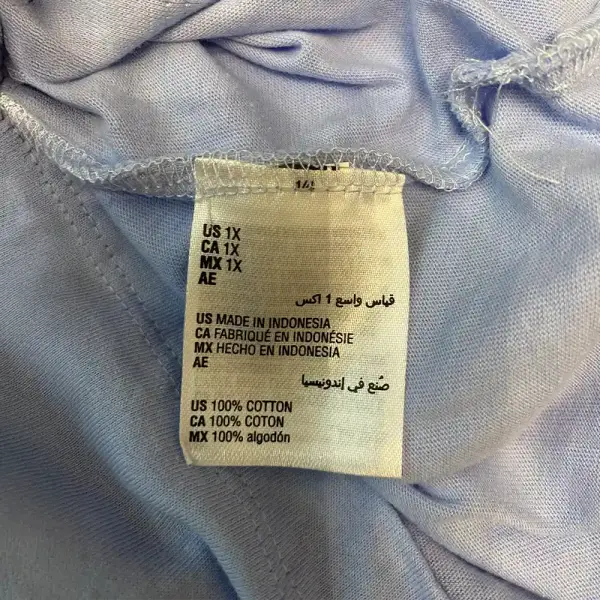 US 1X
CA 1X
MX 1X
AE
قياس واسع 1 اكس
US MADE IN INDONESIA
CA FABRIQUÉ EN INDONÉSIE
MX HECHO EN INDONESIA
AE
صُنع في إندونيسيا
US 100% COTTON
CA 100% COTON
MX 100% algodón